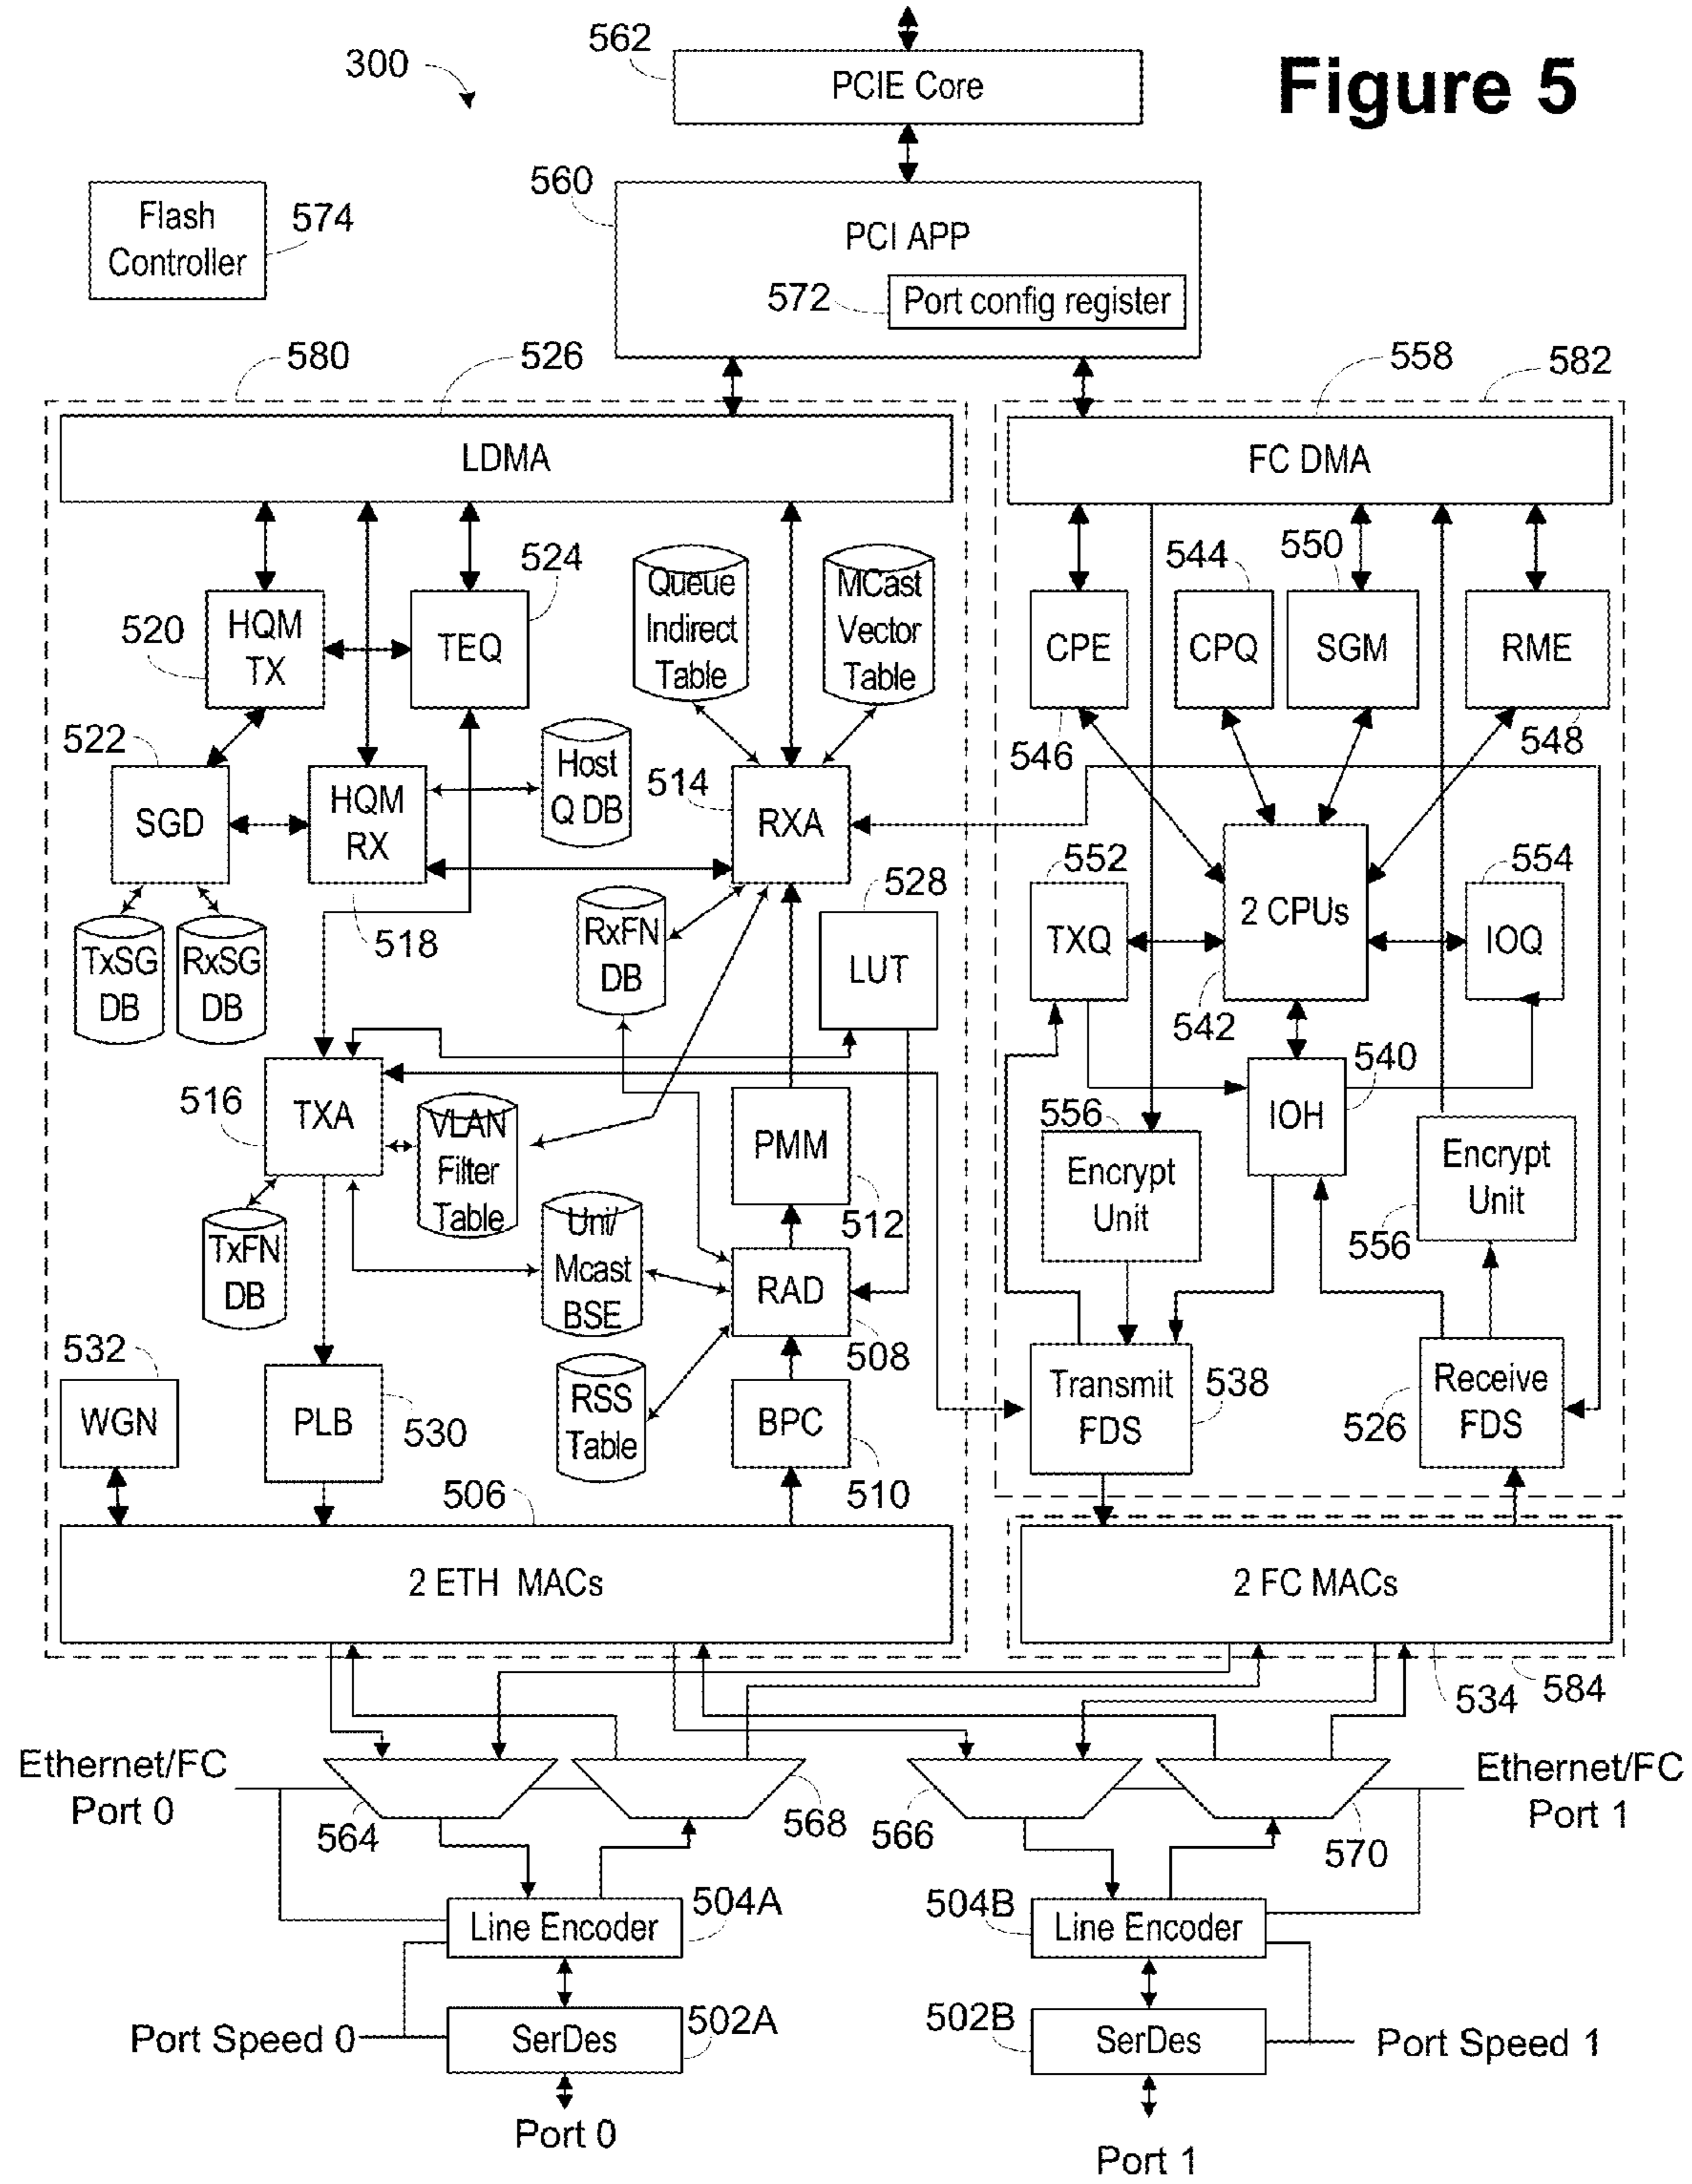 562
300
PCIE Core
Figure 5
Flash
Controller
574
560
PCI APP
572
Port config register
580
526
558
582
LDMA
FC DMA
520
HQM
TX
524
TEQ
Queue
Indirect
Table
MCast
Vector
Table
544
550
CPE
CPQ
SGM
RME
546
548
522
SGD
HQM
RX
Host
Q DB
514
RXA
TxSG
DB
RxSG
DB
518
RxFN
DB
528
LUT
552
TXQ
2 CPUs
554
IOQ
542
540
516
TXA
VLAN
Filter
Table
PMM
512
556
Encrypt
Unit
IOH
Encrypt
Unit
556
TxFN
DB
Uni/
Mcast
BSE
RAD
508
532
WGN
PLB
530
RSS
Table
BPC
510
Transmit
FDS
538
Receive
FDS
526
506
2 ETH MACs
2 FC MACs
534
584
Ethernet/FC
Port 0
564
568
566
570
Ethernet/FC
Port 1
Line Encoder
504A
504B
Line Encoder
Port Speed 0
SerDes
502A
502B
SerDes
Port Speed 1
Port 0
Port 1